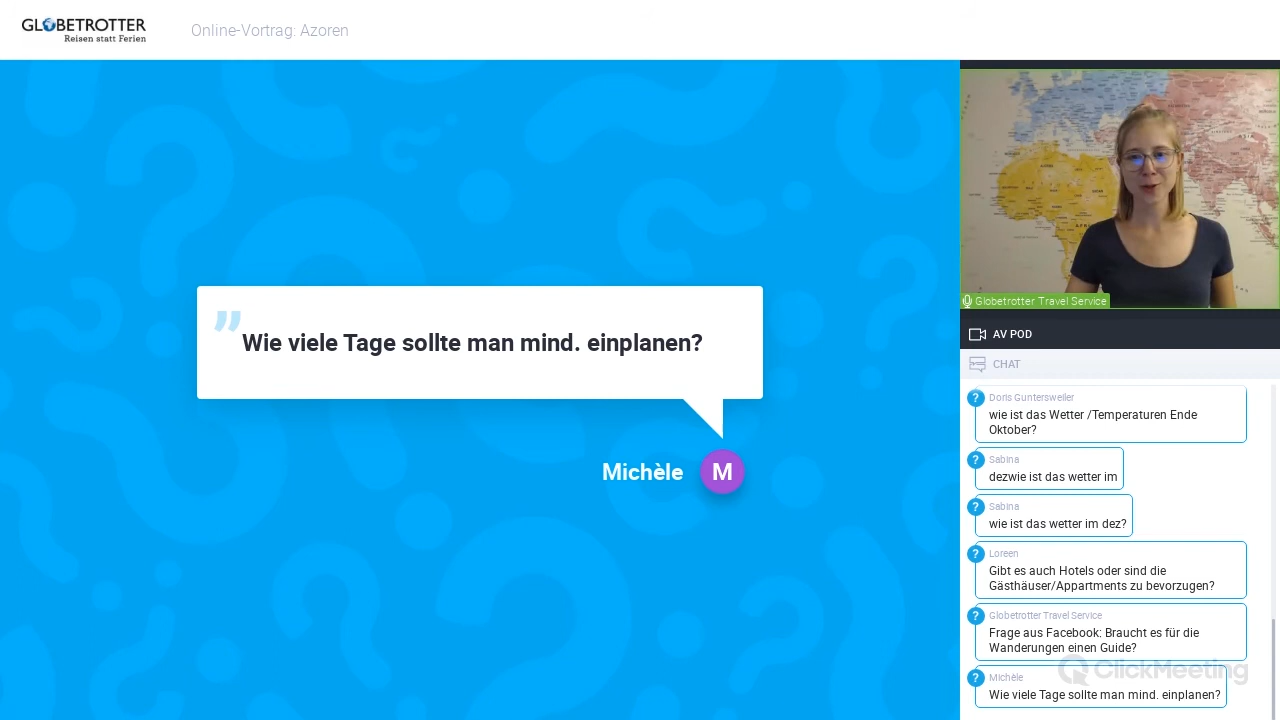 GLOBETROTTER
Reisen statt Ferien
Online-Vortrag: Azoren
Wie viele Tage sollte man mind. einplanen?
Michèle
M
Globetrotter Travel Service
AV POD
CHAT
Doris Guntersweiler
wie ist das Wetter /Temperaturen Ende
Oktober?
Sabina
dezwie ist das wetter im
Sabina
wie ist das wetter im dez?
Loreen
Gibt es auch Hotels oder sind die
Gästhäuser/Appartments zu bevorzugen?
Globetrotter Travel Service
Frage aus Facebook: Braucht es für die
Wanderungen einen Guide?
ClickMeeting
Michèle
Wie viele Tage sollte man mind. einplanen?